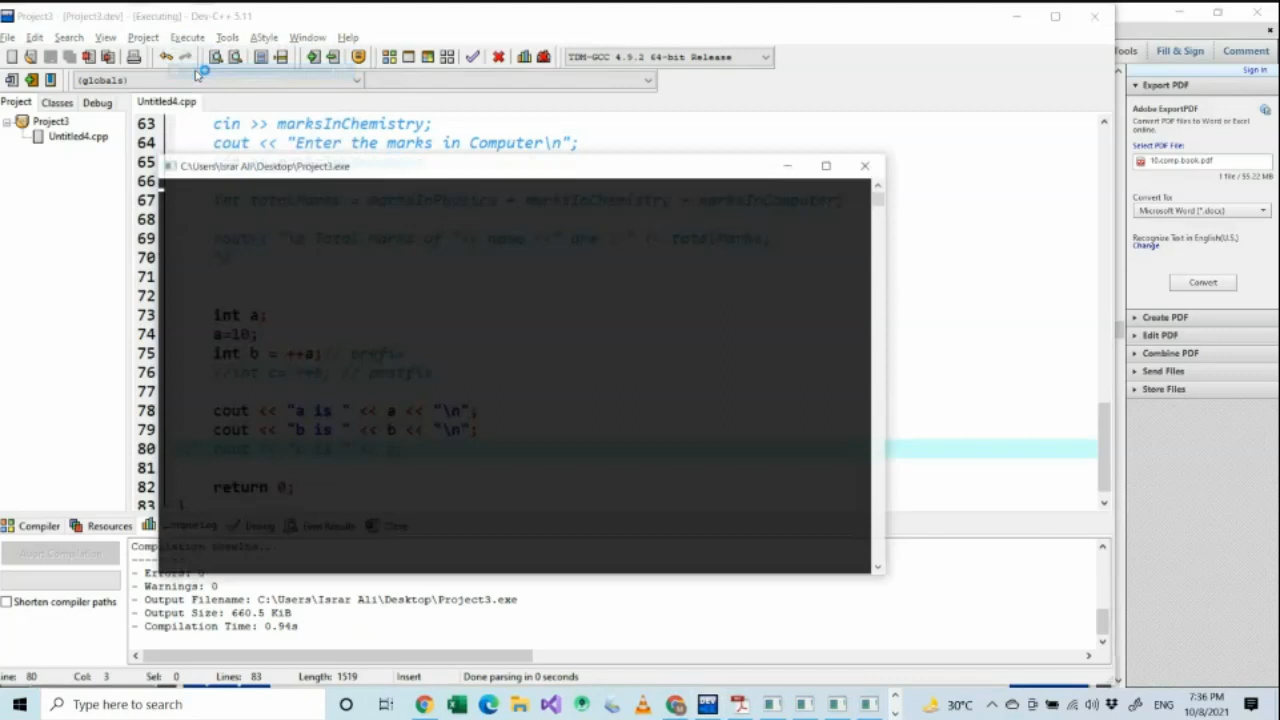 Project3 - [Project3.dev] - [Executing] - Dev-C++ 5.11
File Edit Search View Project Execute Tools AStyle Window Help
TDM-GCC 4.9.2 64-bit Release
(globals)
Project Classes Debug
Untitled4.cpp
Project3
Untitled4.cpp
63 cin >> marksInChemistry;
64 cout << "Enter the marks in Computer\n";
65
C:\Users\Israr Ali\Desktop\Project3.exe
66
67 int totalMarks = marksInPhysics + marksInChemistry + marksInComputer;
68
69
70 */
71
72
73 int a;
74 a=10;
75 int b = ++a; // prefix
76 // postfix
77
78 cout << "a is " << a << "\n";
79 cout << "b is " << b << "\n";
80
81
82 return 0;
83 }
Compiler Resources Debug Find Results Close
Abort Compilation
Shorten compiler paths
Compilation results...
--------
- Errors: 0
- Warnings: 0
- Output Filename: C:\Users\Israr Ali\Desktop\Project3.exe
- Output Size: 660.5 KiB
- Compilation Time: 0.94s
Line: 80 Col: 3 Sel: 0 Lines: 83 Length: 1519 Insert Done parsing in 0 seconds
Tools Fill & Sign Comment
Sign In
Export PDF
Adobe ExportPDF
Convert PDF files to Word or Excel
online.
Select PDF File:
10.comp.book.pdf
1 file / 55.22 MB
Convert To:
Microsoft Word (*.docx)
Recognize Text in English(U.S.)
Change
Convert
Create PDF
Edit PDF
Combine PDF
Send Files
Store Files
Type here to search
30°C
ENG
7:36 PM
10/8/2021